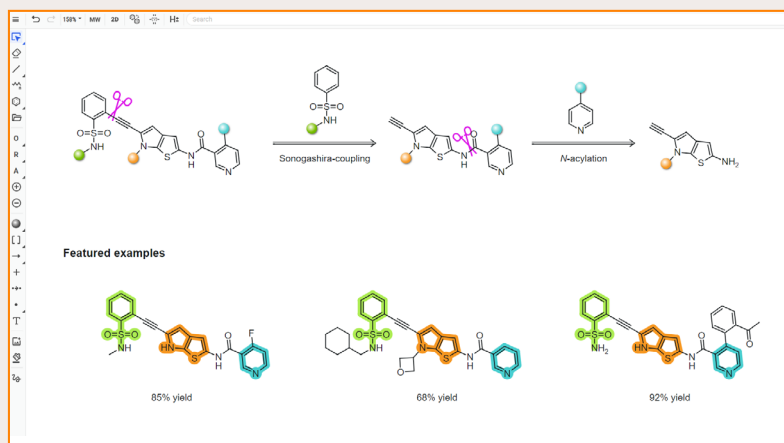 158% MW 2D H± Search
O
R
A
T
O=S=O
NH
N
S
N
H
O
N
O=S=O
NH
Sonogashira-coupling
N
S
N
H
O
N
N
N-acylation
N
S
NH2
Featured examples
O=S=O
NH
HN
S
N
H
O
F
N
85% yield
O=S=O
NH
N
O
S
N
H
O
N
68% yield
O=S=O
NH2
HN
S
N
H
O
O
N
92% yield